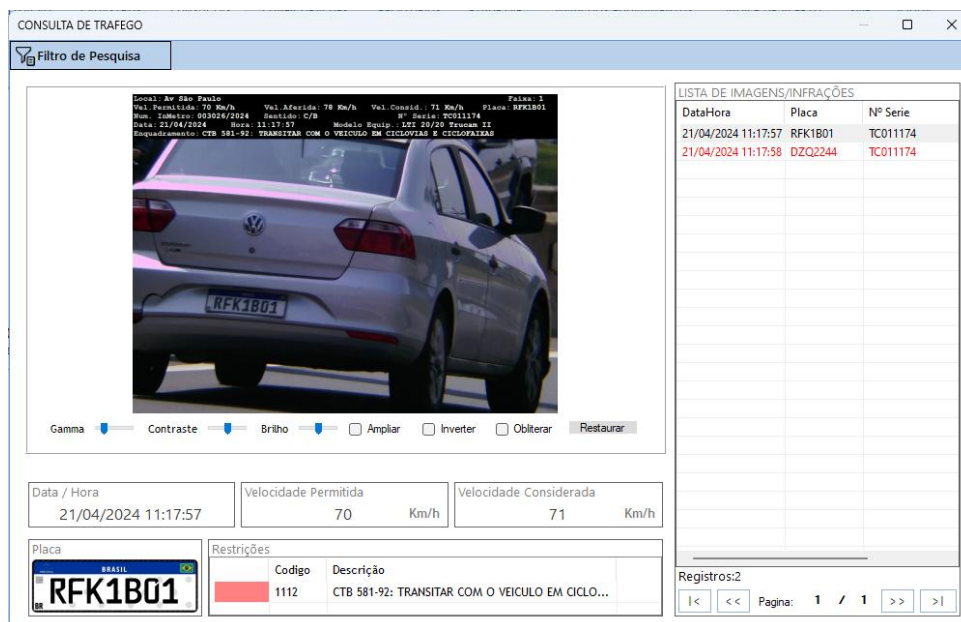 CONSULTA DE TRAFEGO
Filtro de Pesquisa
Local: Av São Paulo Faixa: 1
Vel.Permitida: 70 Km/h Vel.Aferida: 78 Km/h Vel.Consid.: 71 Km/h Placa: RFK1B01
Num. InMetro: 003026/2024 Sentido: C/B Nº Serie: TC011174
Data: 21/04/2024 Hora: 11:17:57 Modelo Equip.: LTI 20/20 Trucam II
Enquadramento: CTB 581-92: TRANSITAR COM O VEICULO EM CICLOVIAS E CICLOFAIXAS
RFK1B01
Gamma Contraste Brilho Ampliar Inverter Obliterar Restaurar
Data / Hora
21/04/2024 11:17:57
Velocidade Permitida
70 Km/h
Velocidade Considerada
71 Km/h
Placa
BRASIL
RFK1B01
BR
Restrições
Codigo Descrição
1112 CTB 581-92: TRANSITAR COM O VEICULO EM CICLO...
LISTA DE IMAGENS/INFRAÇÕES
DataHora Placa Nº Serie
21/04/2024 11:17:57 RFK1B01 TC011174
21/04/2024 11:17:58 DZQ2244 TC011174
Registros:2
|< << Pagina: 1 / 1 >> >|